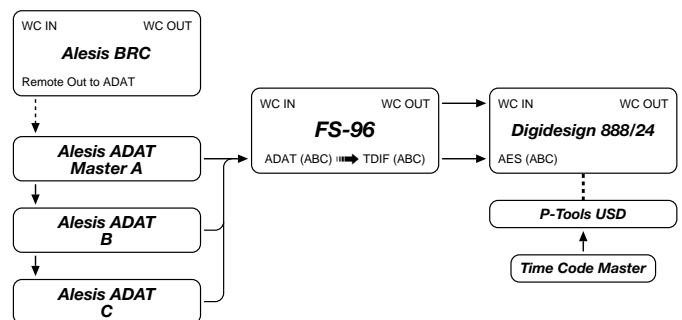 WC IN WC OUT
Alesis BRC
Remote Out to ADAT
Alesis ADAT
Master A
Alesis ADAT
B
Alesis ADAT
C
WC IN WC OUT
FS-96
ADAT (ABC) TDIF (ABC)
WC IN WC OUT
Digidesign 888/24
AES (ABC)
P-Tools USD
Time Code Master